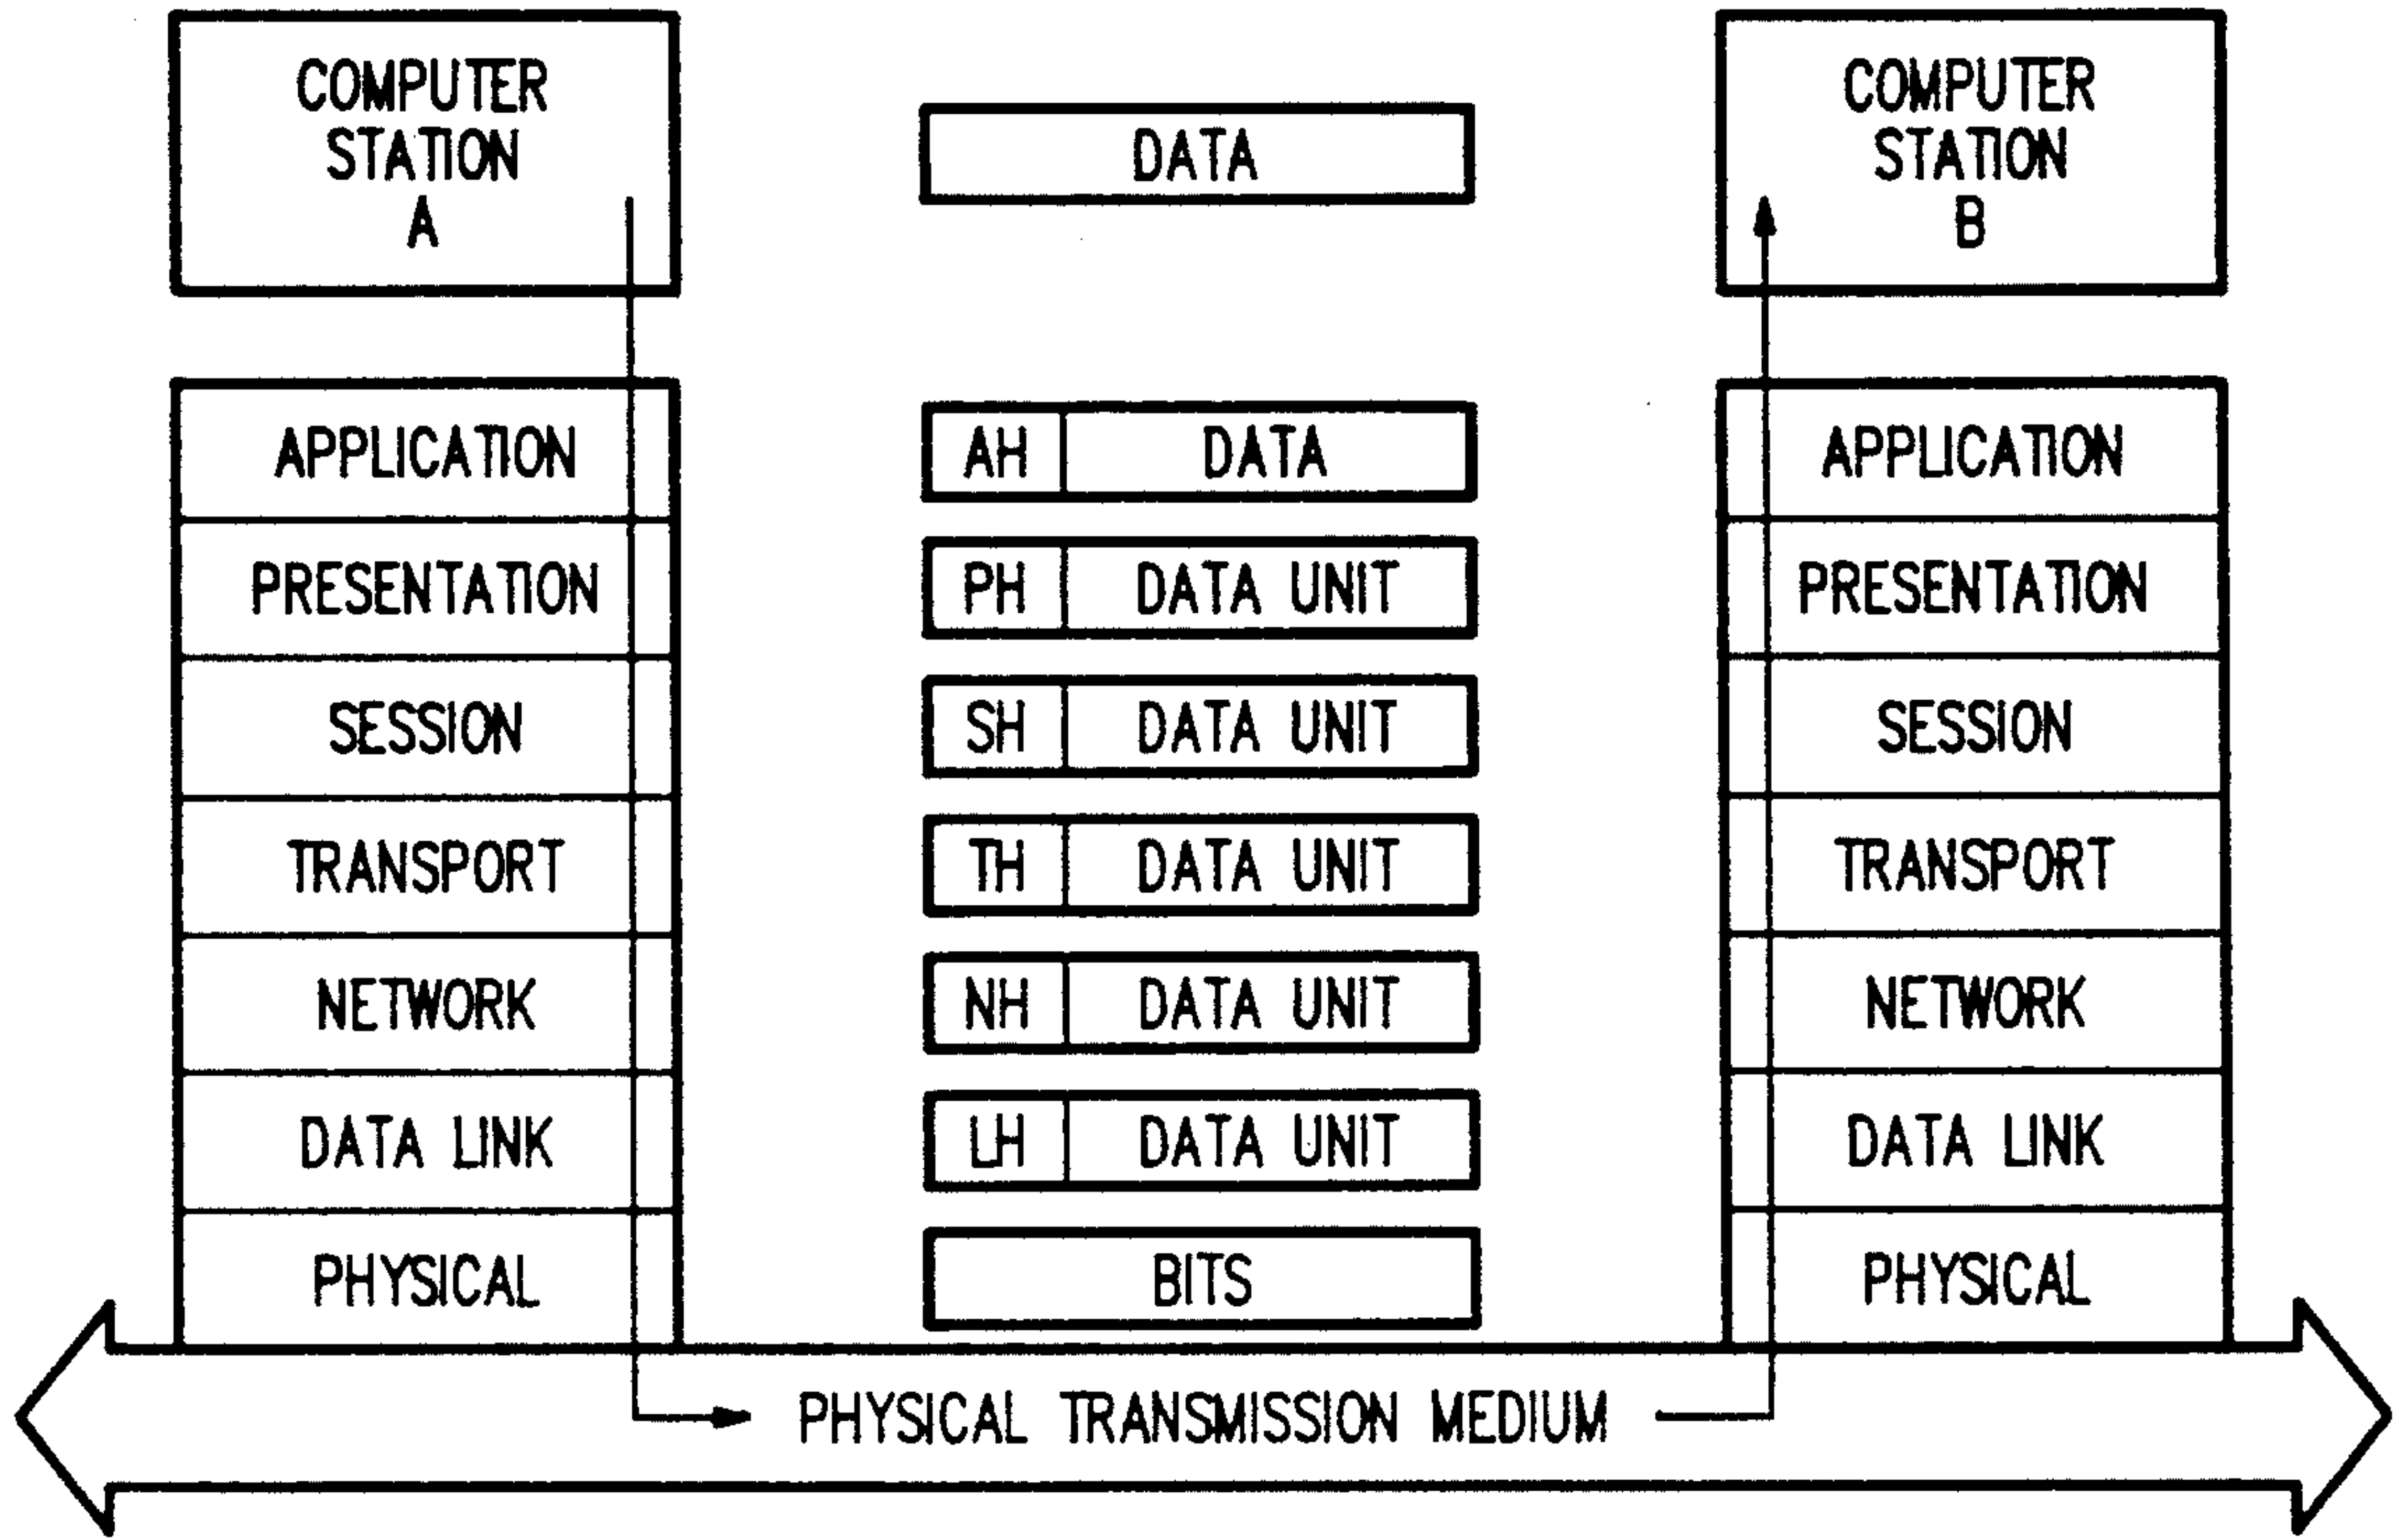 COMPUTER
STATION
A
DATA
COMPUTER
STATION
B
APPLICATION
AH DATA
APPLICATION
PRESENTATION
PH DATA UNIT
PRESENTATION
SESSION
SH DATA UNIT
SESSION
TRANSPORT
TH DATA UNIT
TRANSPORT
NETWORK
NH DATA UNIT
NETWORK
DATA LINK
LH DATA UNIT
DATA LINK
PHYSICAL
BITS
PHYSICAL
PHYSICAL TRANSMISSION MEDIUM